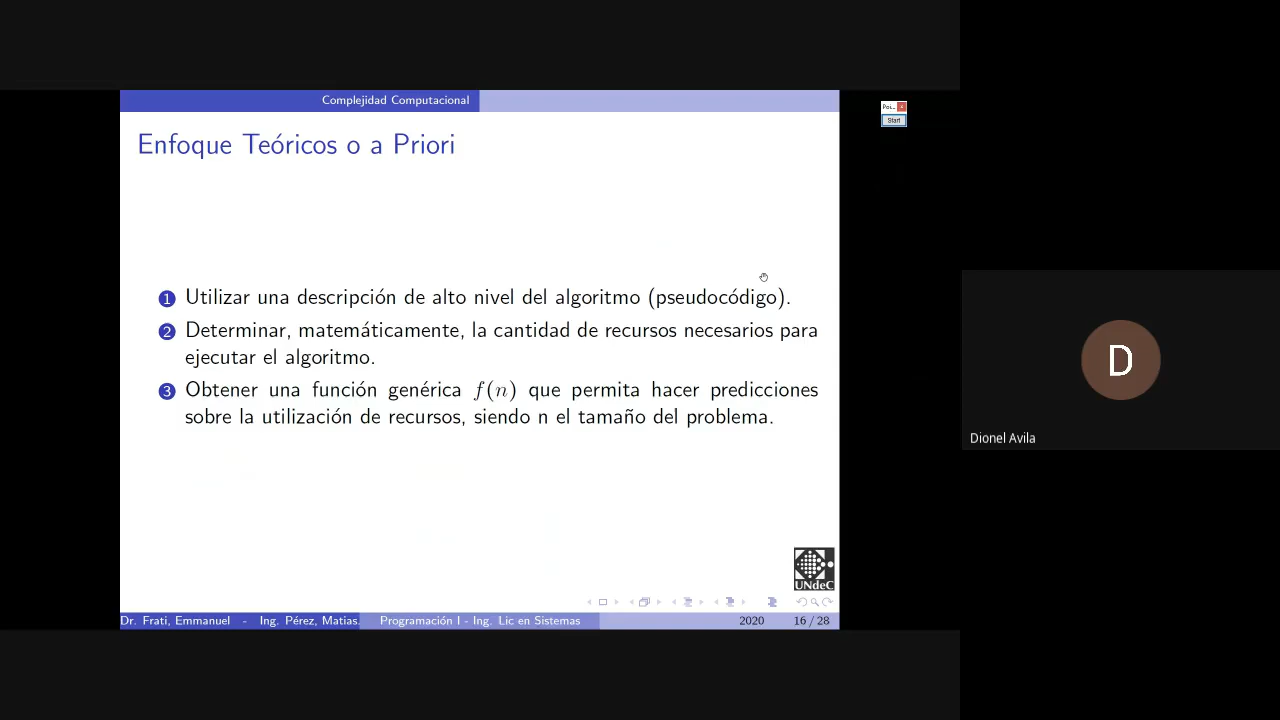 Complejidad Computacional
Enfoque Teóricos o a Priori
1 Utilizar una descripción de alto nivel del algoritmo (pseudocódigo).
2 Determinar, matemáticamente, la cantidad de recursos necesarios para
ejecutar el algoritmo.
3 Obtener una función genérica f(n) que permita hacer predicciones
sobre la utilización de recursos, siendo n el tamaño del problema.
UNdeC
Dr. Frati, Emmanuel - Ing. Pérez, Matias. Programación I - Ing. Lic en Sistemas 2020 16 / 28
Poi...
Start
D
Dionel Avila